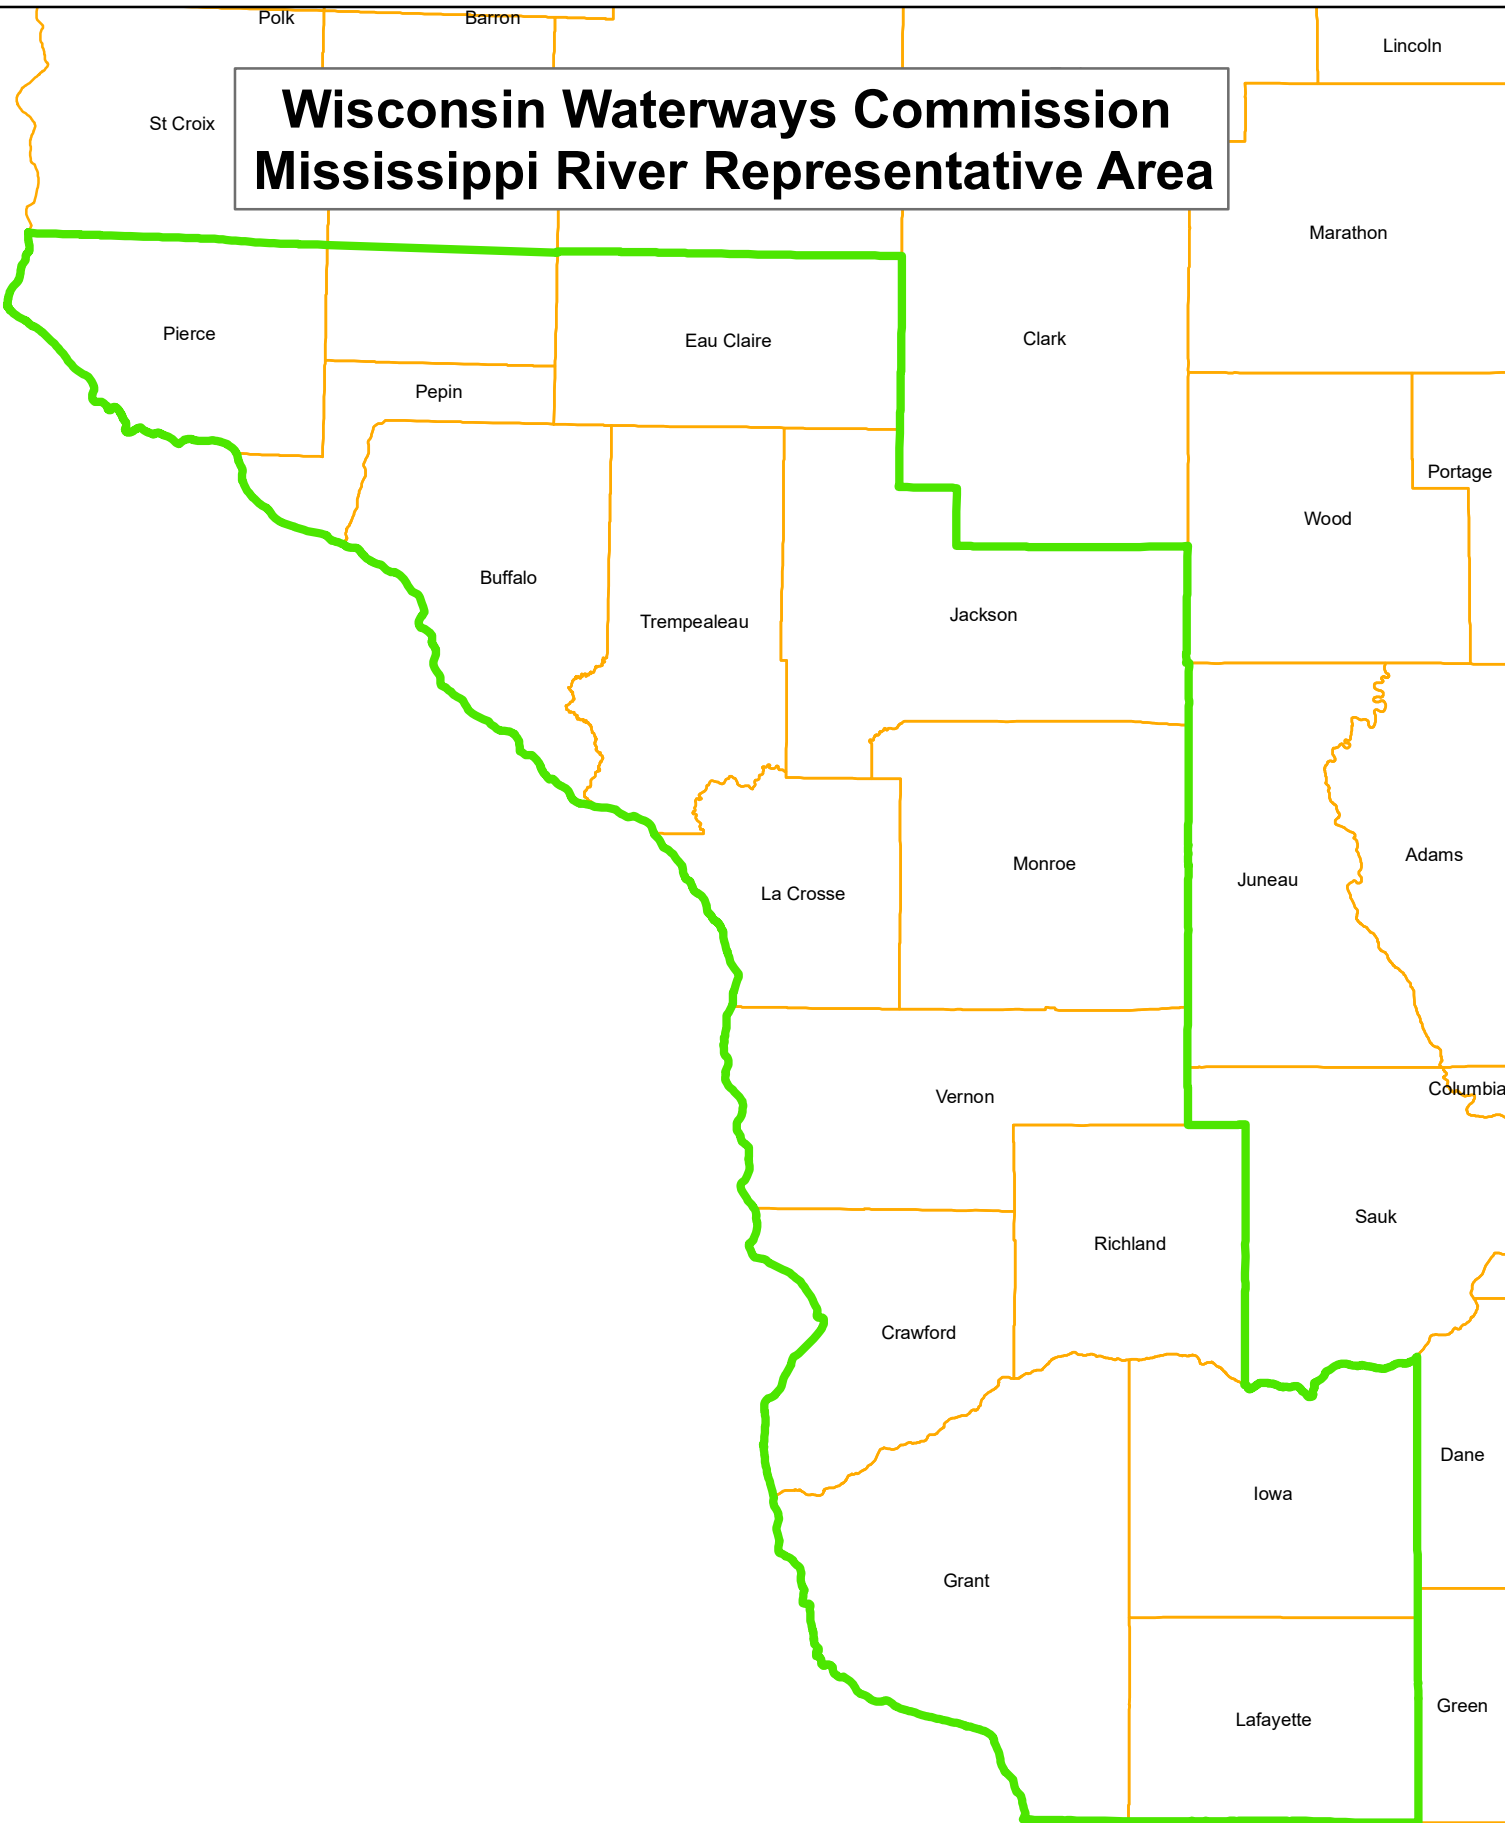 Polk
Barron
Lincoln
Wisconsin Waterways Commission
Mississippi River Representative Area
St Croix
Marathon
Pierce
Eau Claire
Clark
Pepin
Portage
Wood
Buffalo
Trempealeau
Jackson
Adams
Monroe
Juneau
La Crosse
Columbia
Vernon
Sauk
Richland
Crawford
Dane
Iowa
Grant
Green
Lafayette